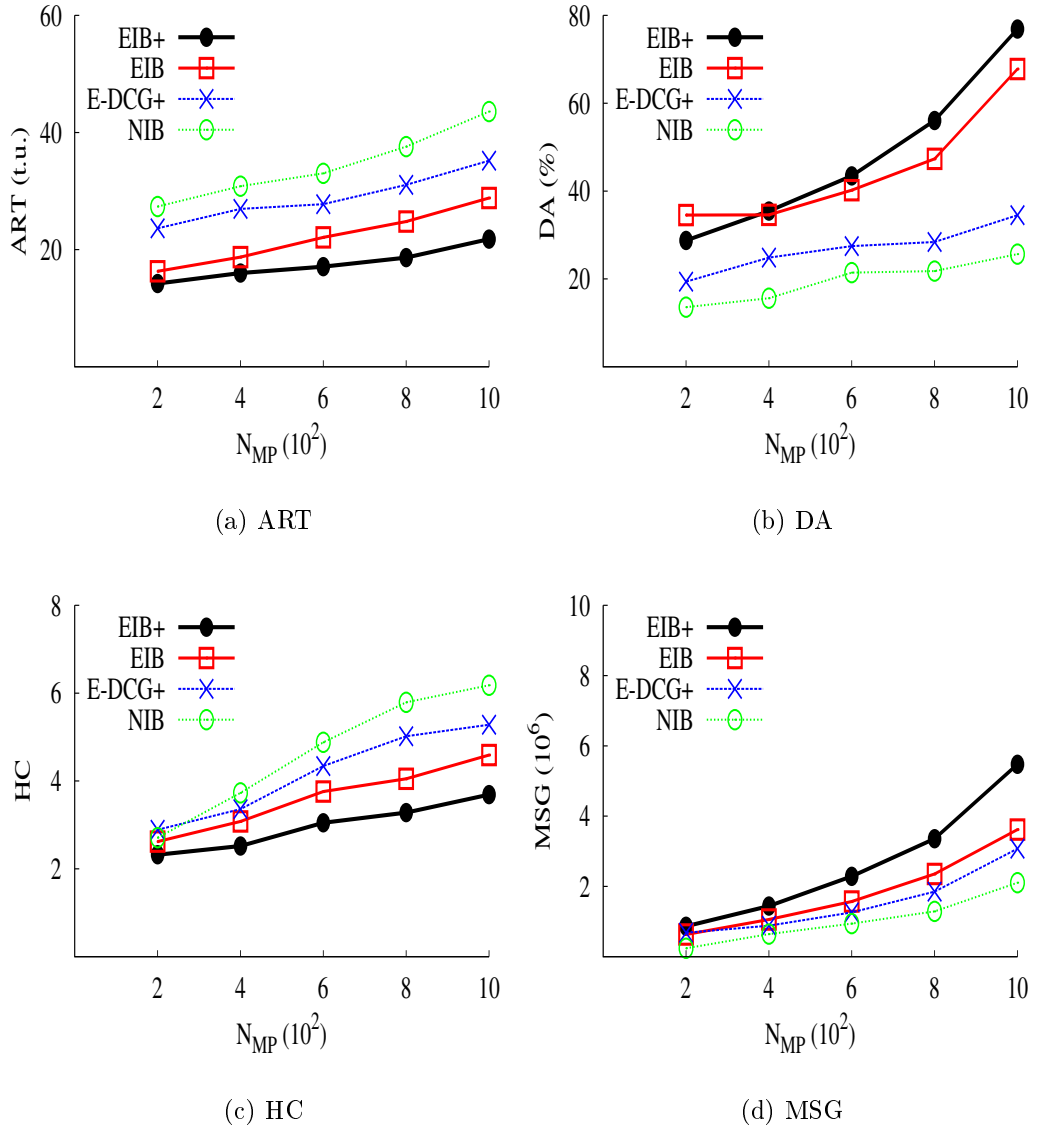 60
40
20
ART (t.u.)
EIB+
EIB
E-DCG+
NIB
2 4 6 8 10
N_MP (10^2)
(a) ART
80
60
40
20
DA (%)
EIB+
EIB
E-DCG+
NIB
2 4 6 8 10
N_MP (10^2)
(b) DA
8
6
4
2
HC
EIB+
EIB
E-DCG+
NIB
2 4 6 8 10
N_MP (10^2)
(c) HC
10
8
6
4
2
MSG (10^6)
EIB+
EIB
E-DCG+
NIB
2 4 6 8 10
N_MP (10^2)
(d) MSG